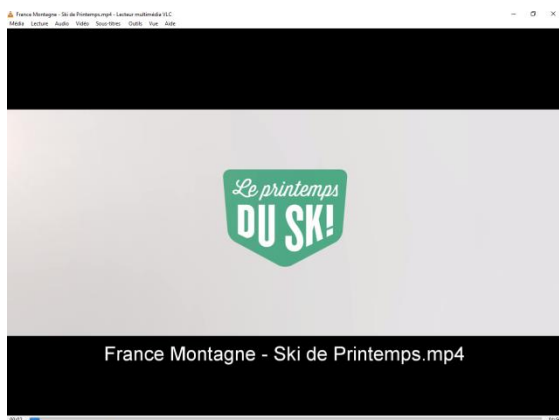 France Montagne - Ski de Printemps.mp4 - Lecteur multimédia VLC
Média Lecture Audio Vidéo Sous-titres Outils Vue Aide
Le printemps
DU SKI!
France Montagne - Ski de Printemps.mp4